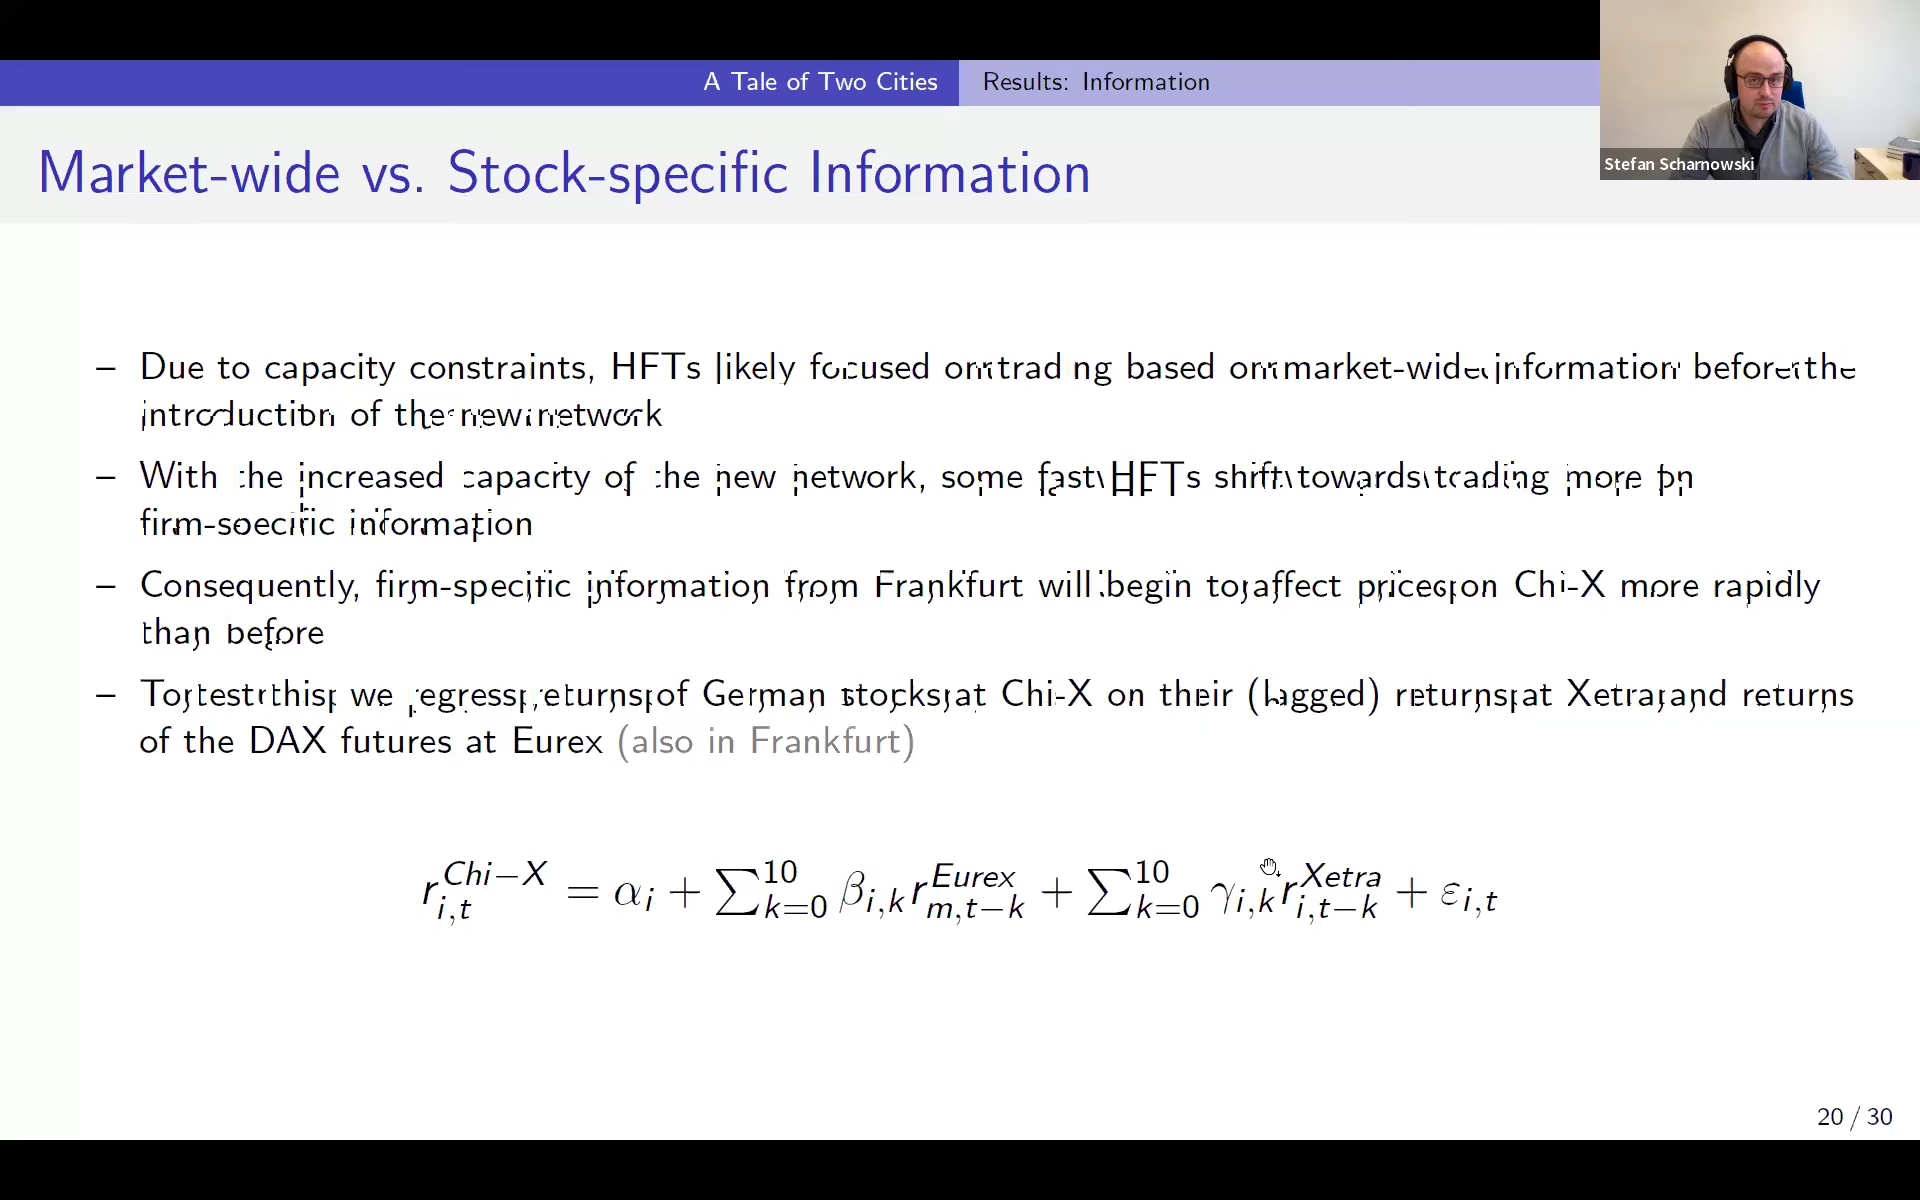 A Tale of Two Cities Results: Information
Stefan Scharnowski
Market-wide vs. Stock-specific Information
– Due to capacity constraints, HFTs likely focused on trading based on market-wide information before the
introduction of the new network
– With the increased capacity of the new network, some fast HFTs shift towards trading more on
firm-specific information
– Consequently, firm-specific information from Frankfurt will begin to affect prices on Chi-X more rapidly
than before
– To test this, we regress returns of German stocks at Chi-X on their (lagged) returns at Xetra and returns
of the DAX futures at Eurex (also in Frankfurt)
r_{i,t}^{Chi−X} = α_i + ∑_{k=0}^{10} β_{i,k} r_{m,t−k}^{Eurex} + ∑_{k=0}^{10} γ_{i,k} r_{i,t−k}^{Xetra} + ε_{i,t}
20 / 30